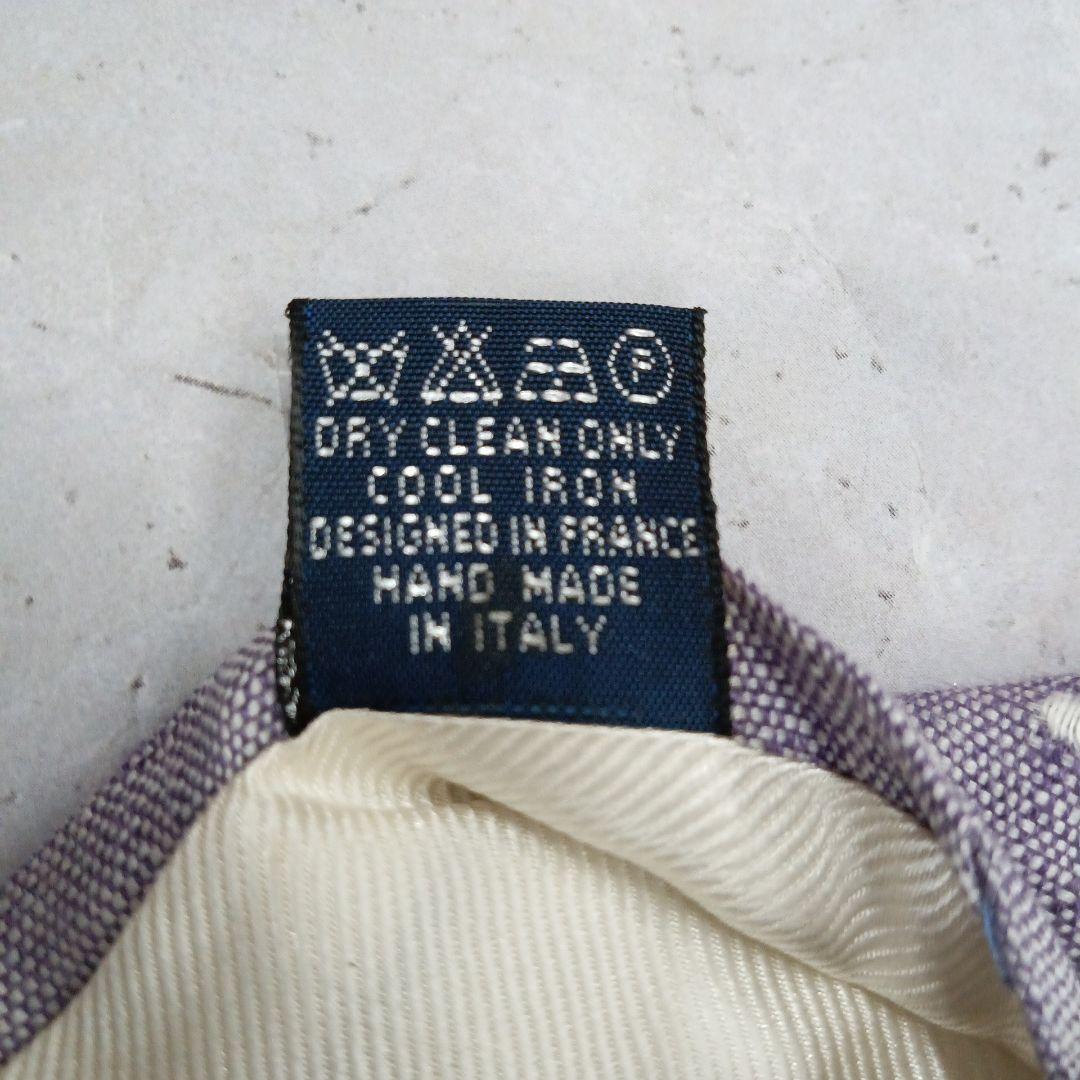 F
DRY CLEAN ONLY
COOL IRON
DESIGNED IN FRANCE
HAND MADE
IN ITALY